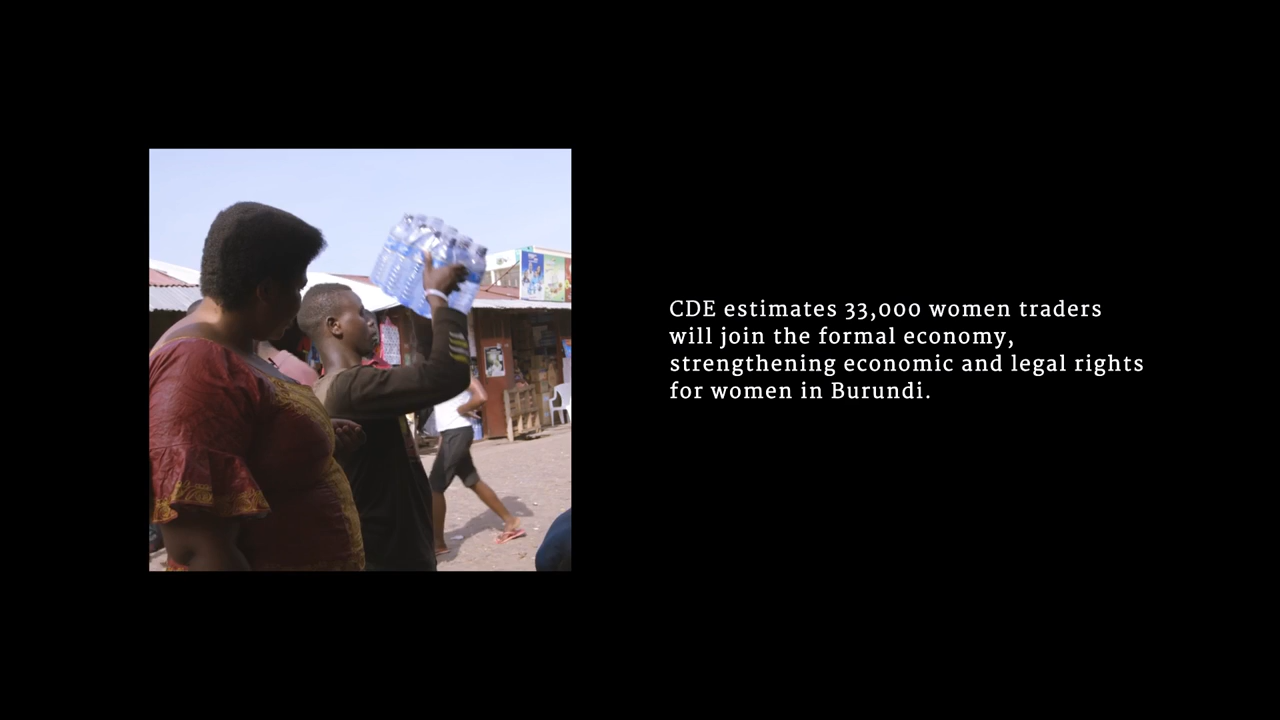 CDE estimates 33,000 women traders
will join the formal economy,
strengthening economic and legal rights
for women in Burundi.